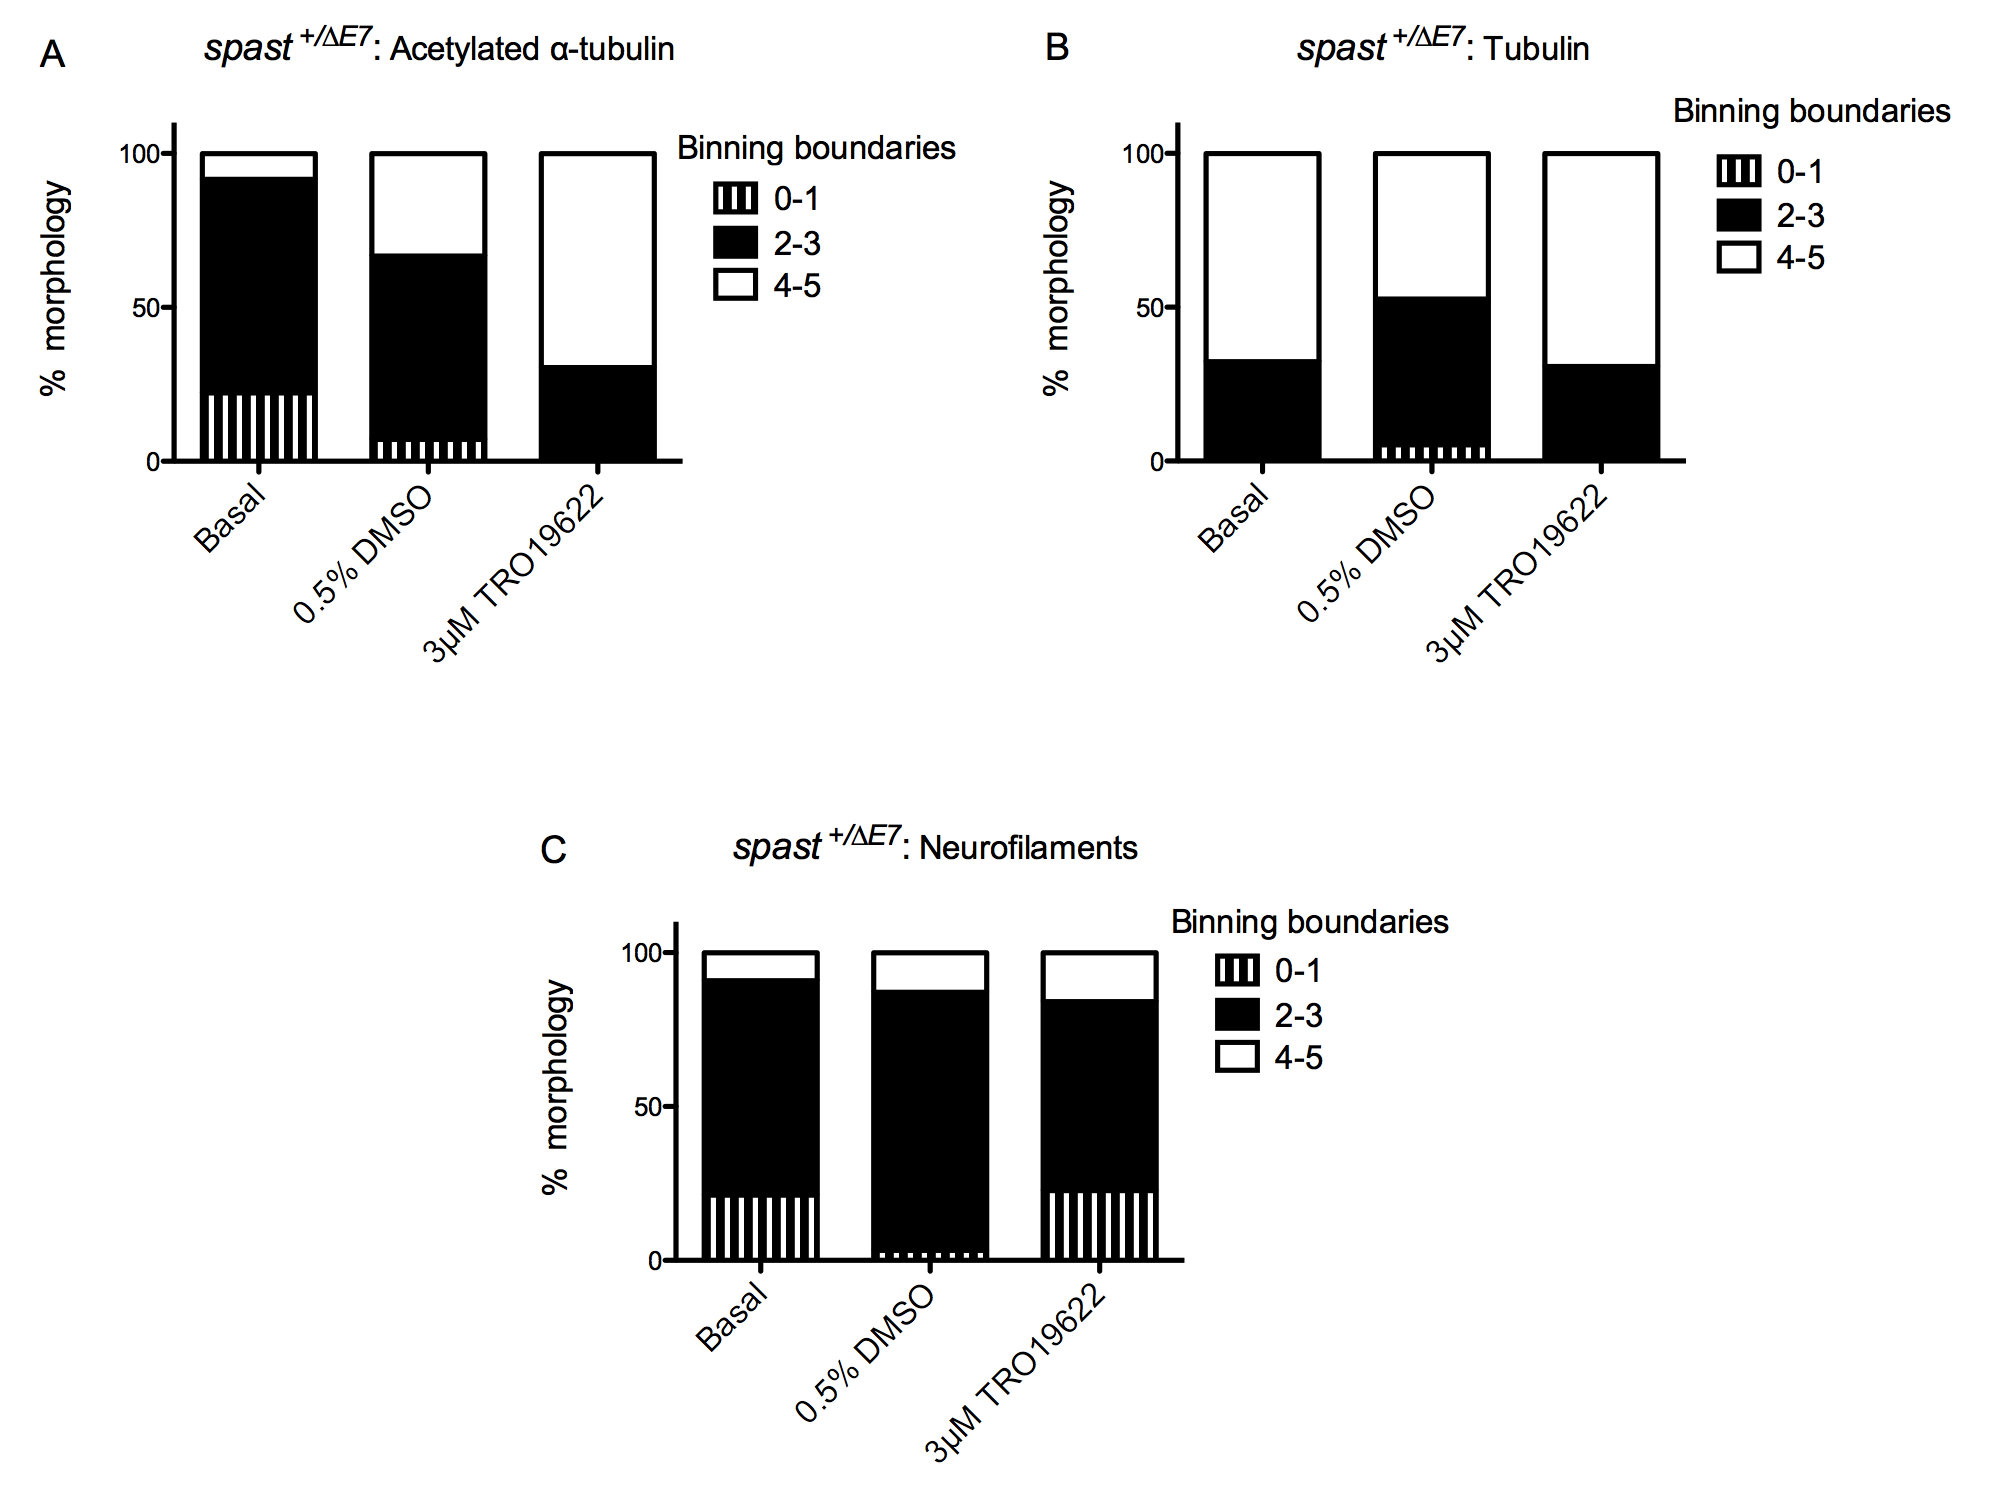 A
spast +/ΔE7: Acetylated α-tubulin
% morphology
100
50
0
Basal
0.5% DMSO
3µM TRO19622
Binning boundaries
0-1
2-3
4-5
B
spast +/ΔE7: Tubulin
% morphology
100
50
0
Basal
0.5% DMSO
3µM TRO19622
Binning boundaries
0-1
2-3
4-5
C
spast +/ΔE7: Neurofilaments
% morphology
100
50
0
Basal
0.5% DMSO
3µM TRO19622
Binning boundaries
0-1
2-3
4-5